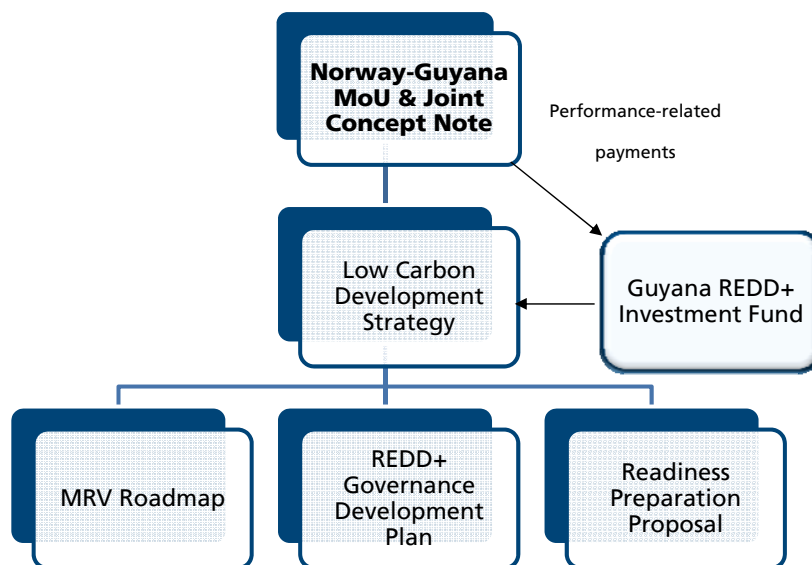 Norway-Guyana
MoU & Joint
Concept Note
Performance-related
payments
Low Carbon
Development
Strategy
Guyana REDD+
Investment Fund
MRV Roadmap
REDD+
Governance
Development
Plan
Readiness
Preparation
Proposal